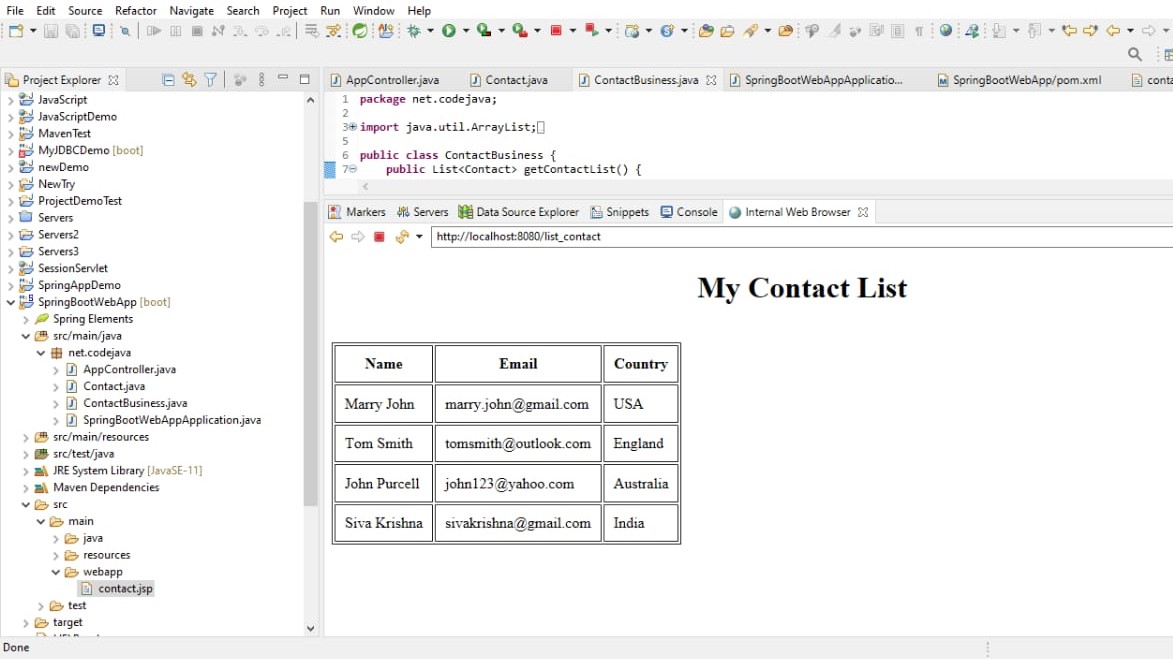 File Edit Source Refactor Navigate Search Project Run Window Help
Project Explorer
JavaScript
JavaScriptDemo
MavenTest
MyJDBCDemo [boot]
newDemo
NewTry
ProjectDemoTest
Servers
Servers2
Servers3
SessionServlet
SpringAppDemo
SpringBootWebApp [boot]
Spring Elements
src/main/java
net.codejava
AppController.java
Contact.java
ContactBusiness.java
SpringBootWebAppApplication.java
src/main/resources
src/test/java
JRE System Library [JavaSE-11]
Maven Dependencies
src
main
java
resources
webapp
contact.jsp
test
target
AppController.java Contact.java ContactBusiness.java SpringBootWebAppApplicatio... SpringBootWebApp/pom.xml conta
1 package net.codejava;
2
3 import java.util.ArrayList;
5
6 public class ContactBusiness {
7 public List<Contact> getContactList() {
Markers Servers Data Source Explorer Snippets Console Internal Web Browser
http://localhost:8080/list_contact
My Contact List
Name Email Country
Marry John marry.john@gmail.com USA
Tom Smith tomsmith@outlook.com England
John Purcell john123@yahoo.com Australia
Siva Krishna sivakrishna@gmail.com India
Done